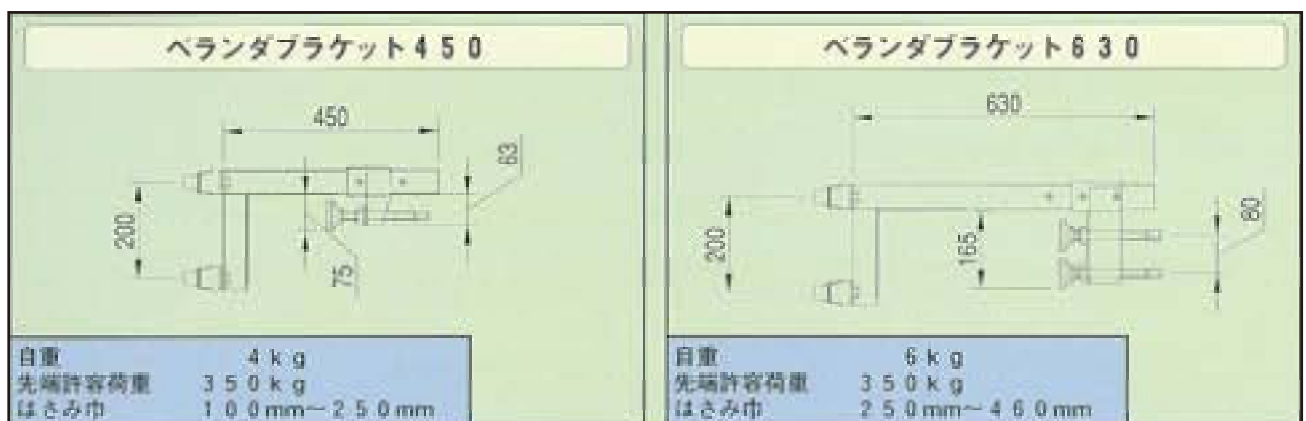 ベランダブラケット450
450
63
200
75
自重 4kg
先端許容荷重 350kg
はさみ巾 100mm～250mm
ベランダブラケット630
630
200
165
80
自重 6kg
先端許容荷重 350kg
はさみ巾 250mm～460mm